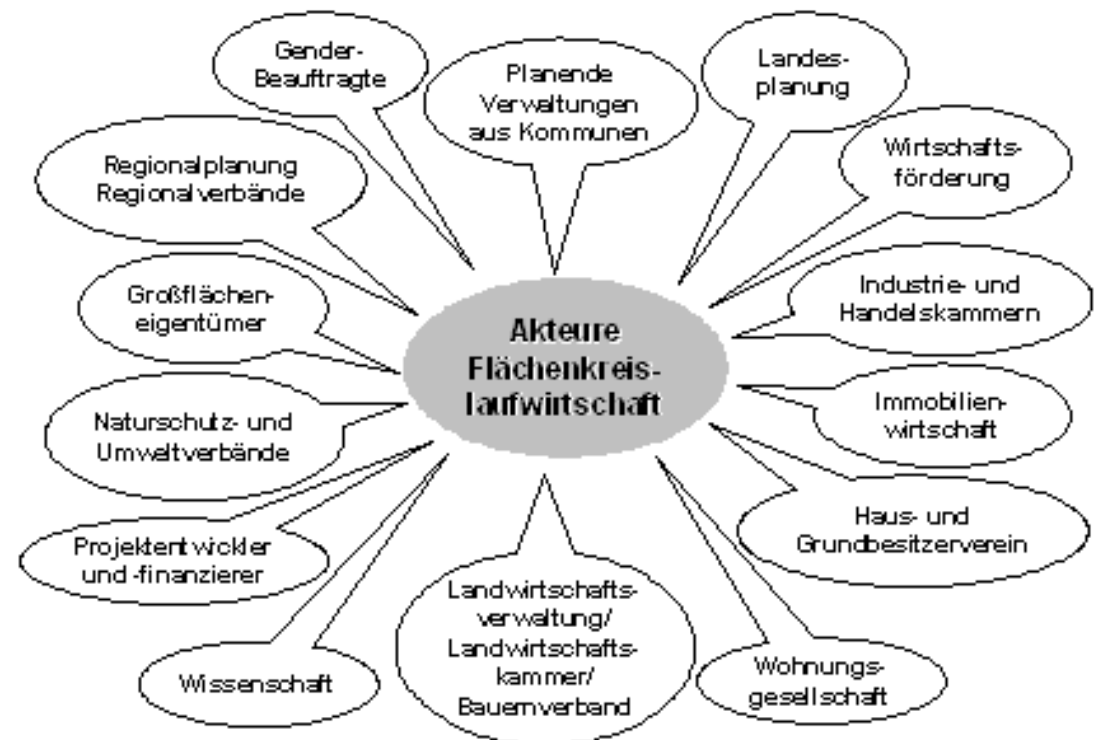 Gender-
Beauftragte
Planende
Verwaltungen
aus Kommunen
Landes-
planung
Regionalplanung
Regionalverbände
Wirtschafts-
förderung
Großflächen-
eigentümer
Industrie- und
Handelskammern
Akteure
Flächenkreis-
laufwirtschaft
Naturschutz- und
Umweltverbände
Immobilien-
wirtschaft
Projektentwickler
und -finanzierer
Haus- und
Grundbesitzerverein
Wissenschaft
Landwirtschafts-
verwaltung/
Landwirtschafts-
kammer/
Bauernverband
Wohnungs-
gesellschaft